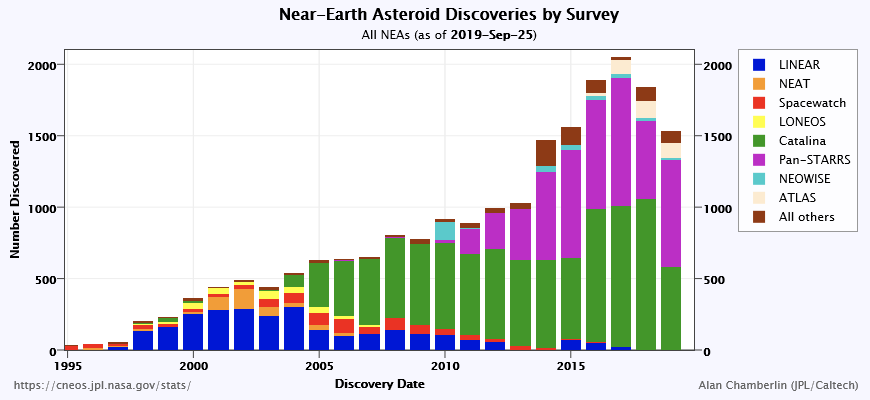 Near-Earth Asteroid Discoveries by Survey
All NEAs (as of 2019-Sep-25)
Number Discovered
2000
1500
1000
500
0
2000
1500
1000
500
0
1995
2000
2005
2010
2015
Discovery Date
LINEAR
NEAT
Spacewatch
LONEOS
Catalina
Pan-STARRS
NEOWISE
ATLAS
All others
https://cneos.jpl.nasa.gov/stats/
Alan Chamberlin (JPL/Caltech)